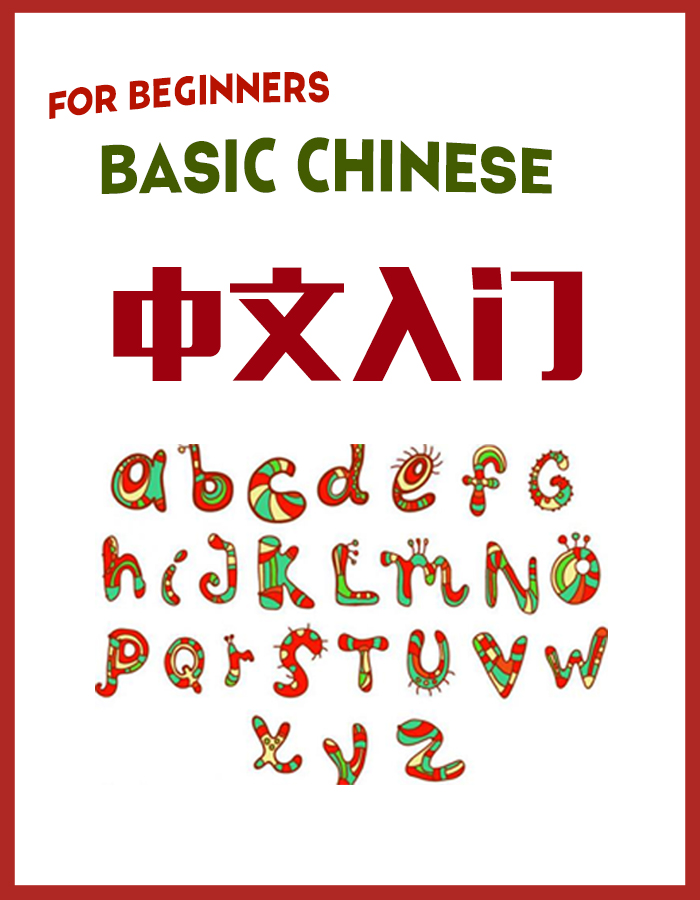 FOR BEGINNERS
BASIC CHINESE
中文入门
a b c d e f G
h i J K L m N O
P Q r S T U V W
x y z